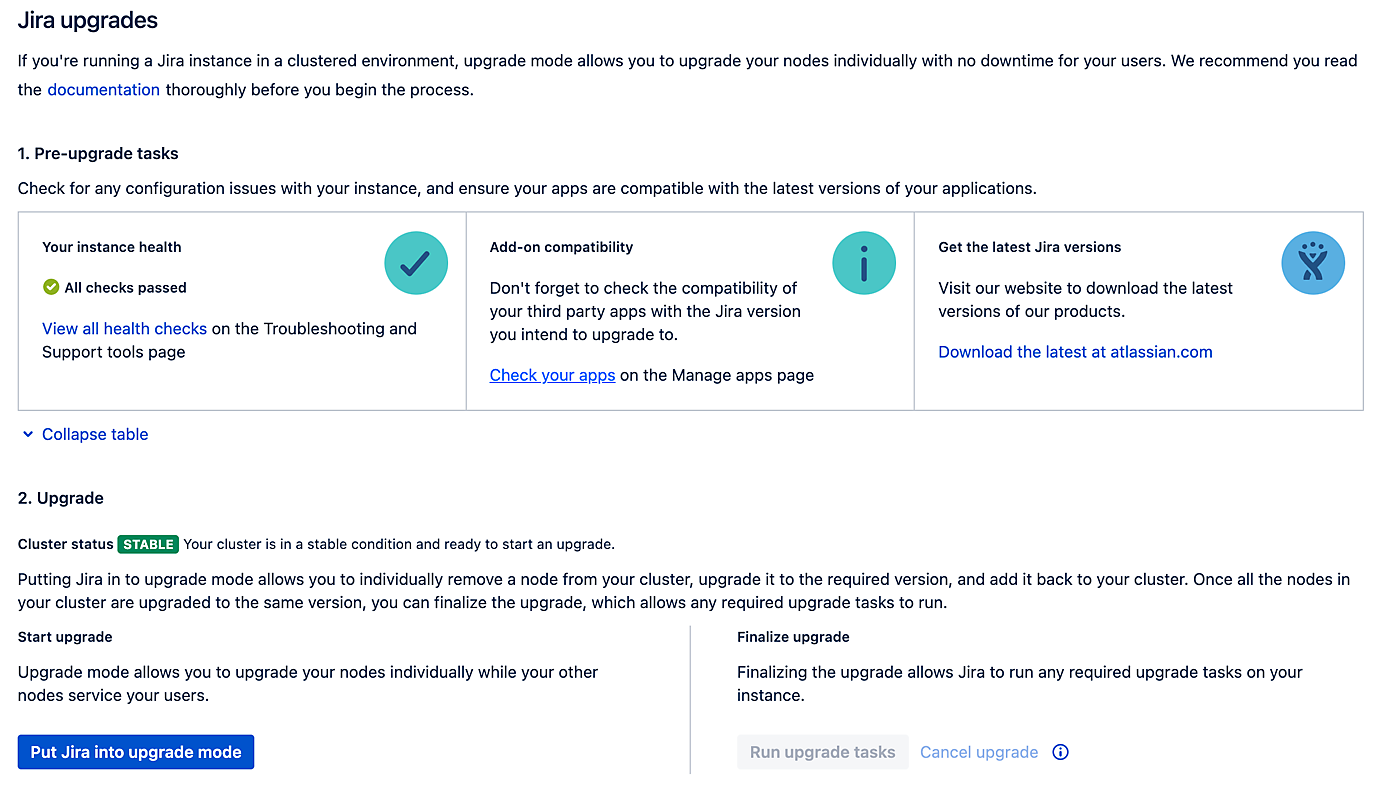 Jira upgrades
If you're running a Jira instance in a clustered environment, upgrade mode allows you to upgrade your nodes individually with no downtime for your users. We recommend you read
the documentation thoroughly before you begin the process.
1. Pre-upgrade tasks
Check for any configuration issues with your instance, and ensure your apps are compatible with the latest versions of your applications.
Your instance health
All checks passed
View all health checks on the Troubleshooting and
Support tools page
Add-on compatibility
Don't forget to check the compatibility of
your third party apps with the Jira version
you intend to upgrade to.
Check your apps on the Manage apps page
Get the latest Jira versions
Visit our website to download the latest
versions of our products.
Download the latest at atlassian.com
Collapse table
2. Upgrade
Cluster status STABLE Your cluster is in a stable condition and ready to start an upgrade.
Putting Jira in to upgrade mode allows you to individually remove a node from your cluster, upgrade it to the required version, and add it back to your cluster. Once all the nodes in
your cluster are upgraded to the same version, you can finalize the upgrade, which allows any required upgrade tasks to run.
Start upgrade
Upgrade mode allows you to upgrade your nodes individually while your other
nodes service your users.
Put Jira into upgrade mode
Finalize upgrade
Finalizing the upgrade allows Jira to run any required upgrade tasks on your
instance.
Run upgrade tasks Cancel upgrade